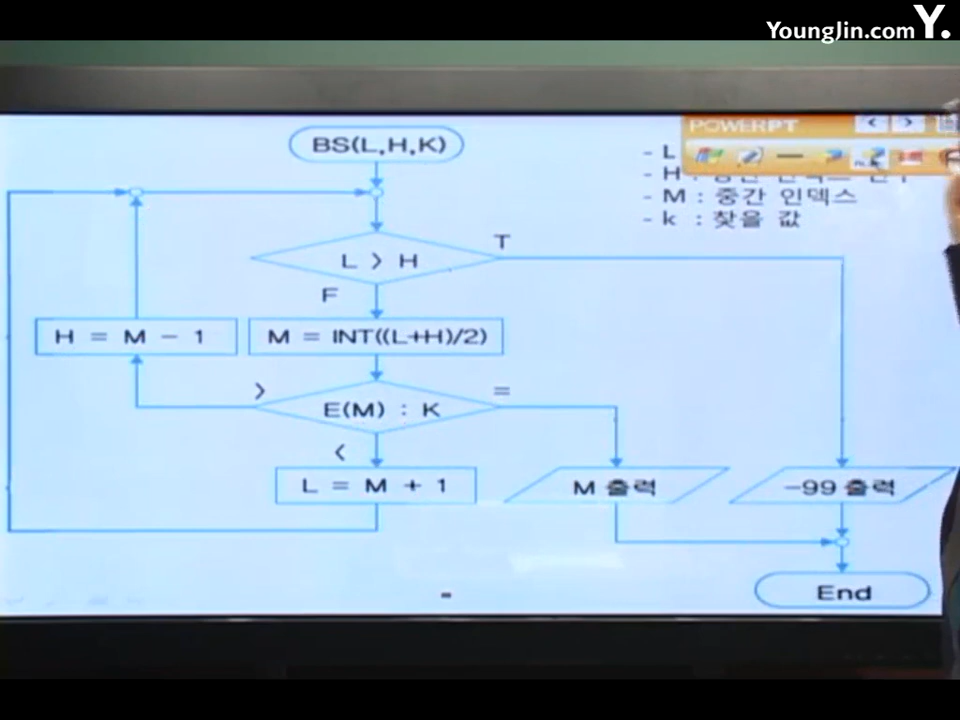 YoungJin.com Y.
POWERPT
BS(L,H,K)
- L
- H :
- M : 중간 인덱스
- k : 찾을 값
L > H
T
F
H = M - 1
M = INT((L+H)/2)
>
E(M) : K
=
<
L = M + 1
M 출력
-99 출력
End